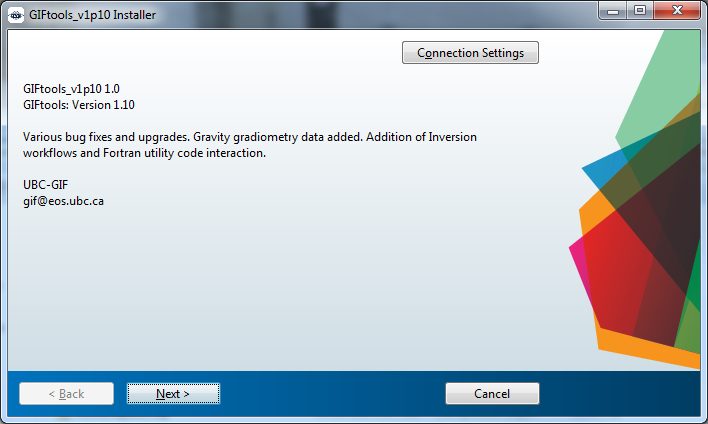 GIFtools_v1p10 Installer
Connection Settings
GIFtools_v1p10 1.0
GIFtools: Version 1.10
Various bug fixes and upgrades. Gravity gradiometry data added. Addition of Inversion
workflows and Fortran utility code interaction.
UBC-GIF
gif@eos.ubc.ca
< Back
Next >
Cancel